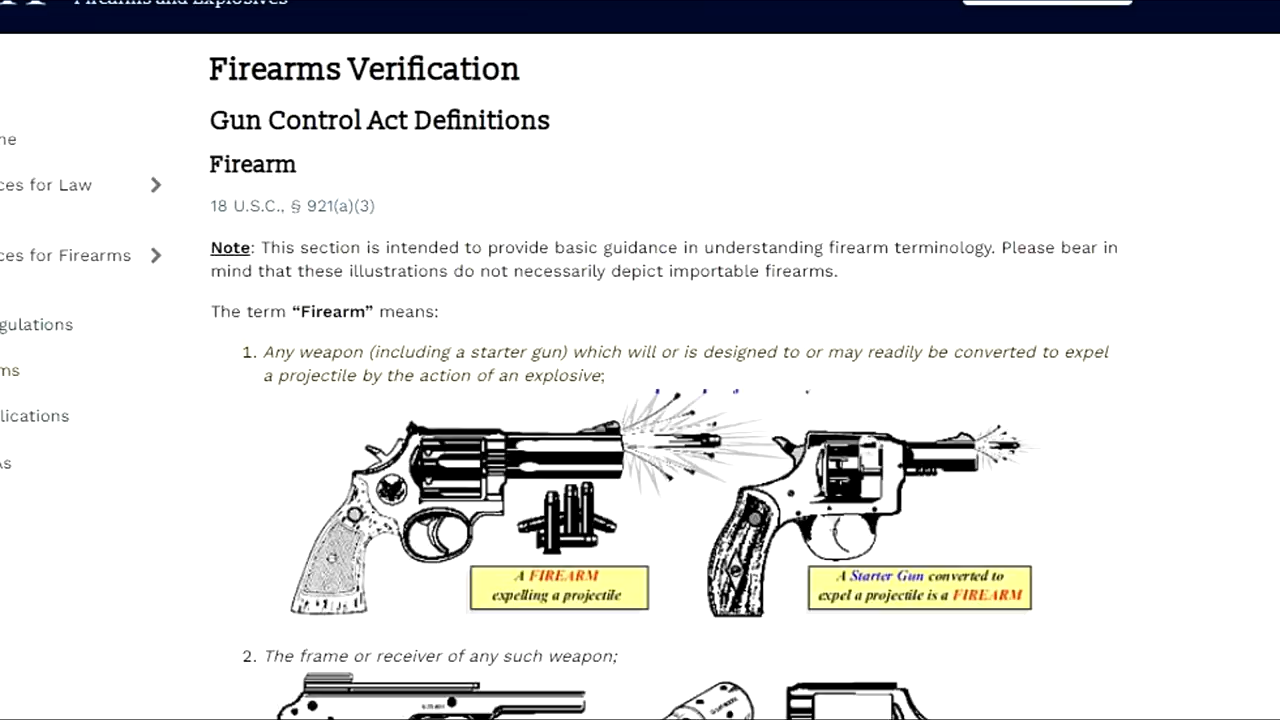 Firearms and Explosives
Firearms Verification
Gun Control Act Definitions
Firearm
18 U.S.C., § 921(a)(3)
Note: This section is intended to provide basic guidance in understanding firearm terminology. Please bear in
mind that these illustrations do not necessarily depict importable firearms.
The term “Firearm” means:
1. Any weapon (including a starter gun) which will or is designed to or may readily be converted to expel
a projectile by the action of an explosive;
A FIREARM
expelling a projectile
A Starter Gun converted to
expel a projectile is a FIREARM
2. The frame or receiver of any such weapon;
ces for Law
ces for Firearms
gulations
ms
lications